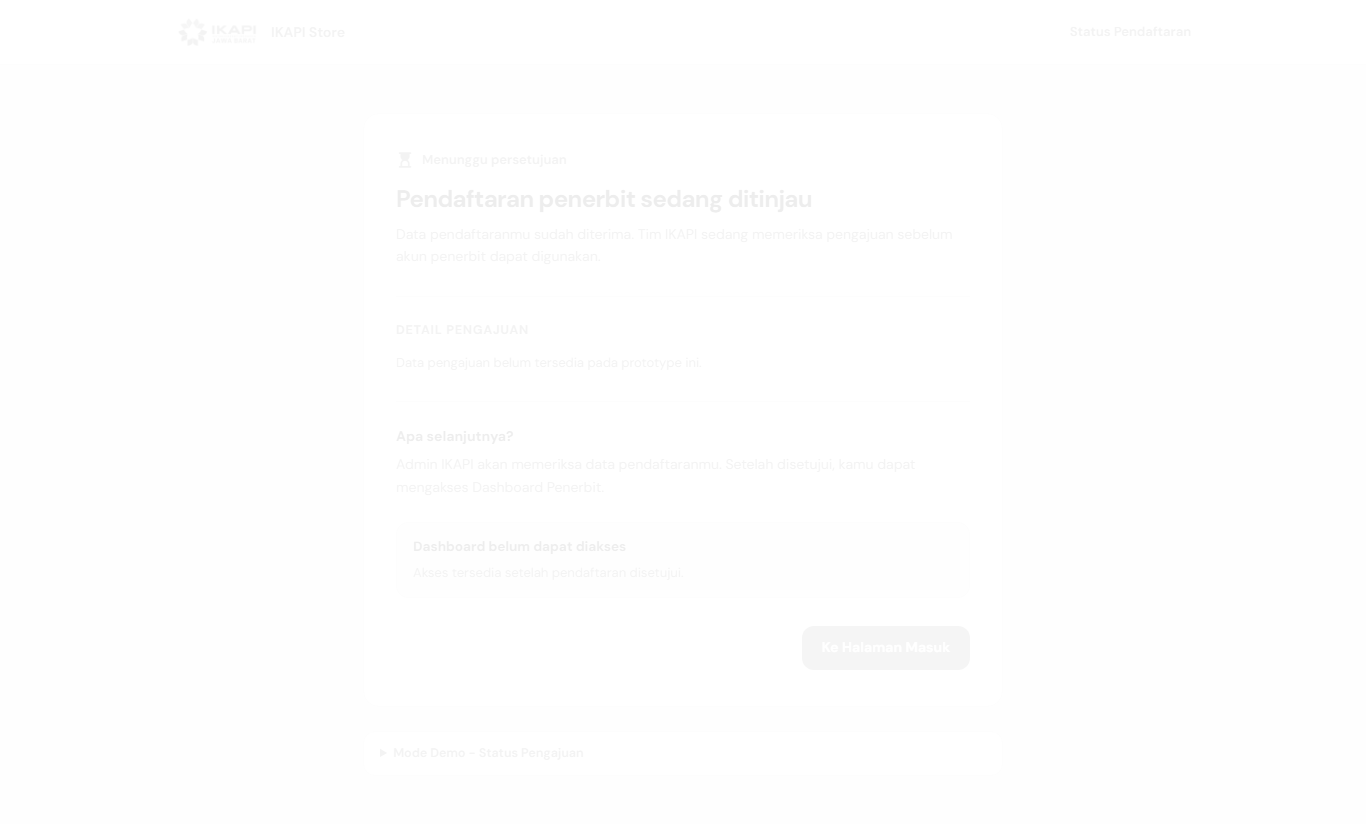 IKAPI
IKAPI Store
Status Pendaftaran
Menunggu persetujuan
Pendaftaran penerbit sedang ditinjau
Data pendaftaranmu sudah diterima. Tim IKAPI sedang memeriksa pengajuan sebelum
akun penerbit dapat digunakan.
DETAIL PENGAJUAN
Data pengajuan belum tersedia pada prototype ini.
Apa selanjutnya?
Admin IKAPI akan memeriksa data pendaftaranmu. Setelah disetujui, kamu dapat
mengakses Dashboard Penerbit.
Dashboard belum dapat diakses
Akses tersedia setelah pendaftaran disetujui.
Ke Halaman Masuk
Mode Demo - Status Pengajuan